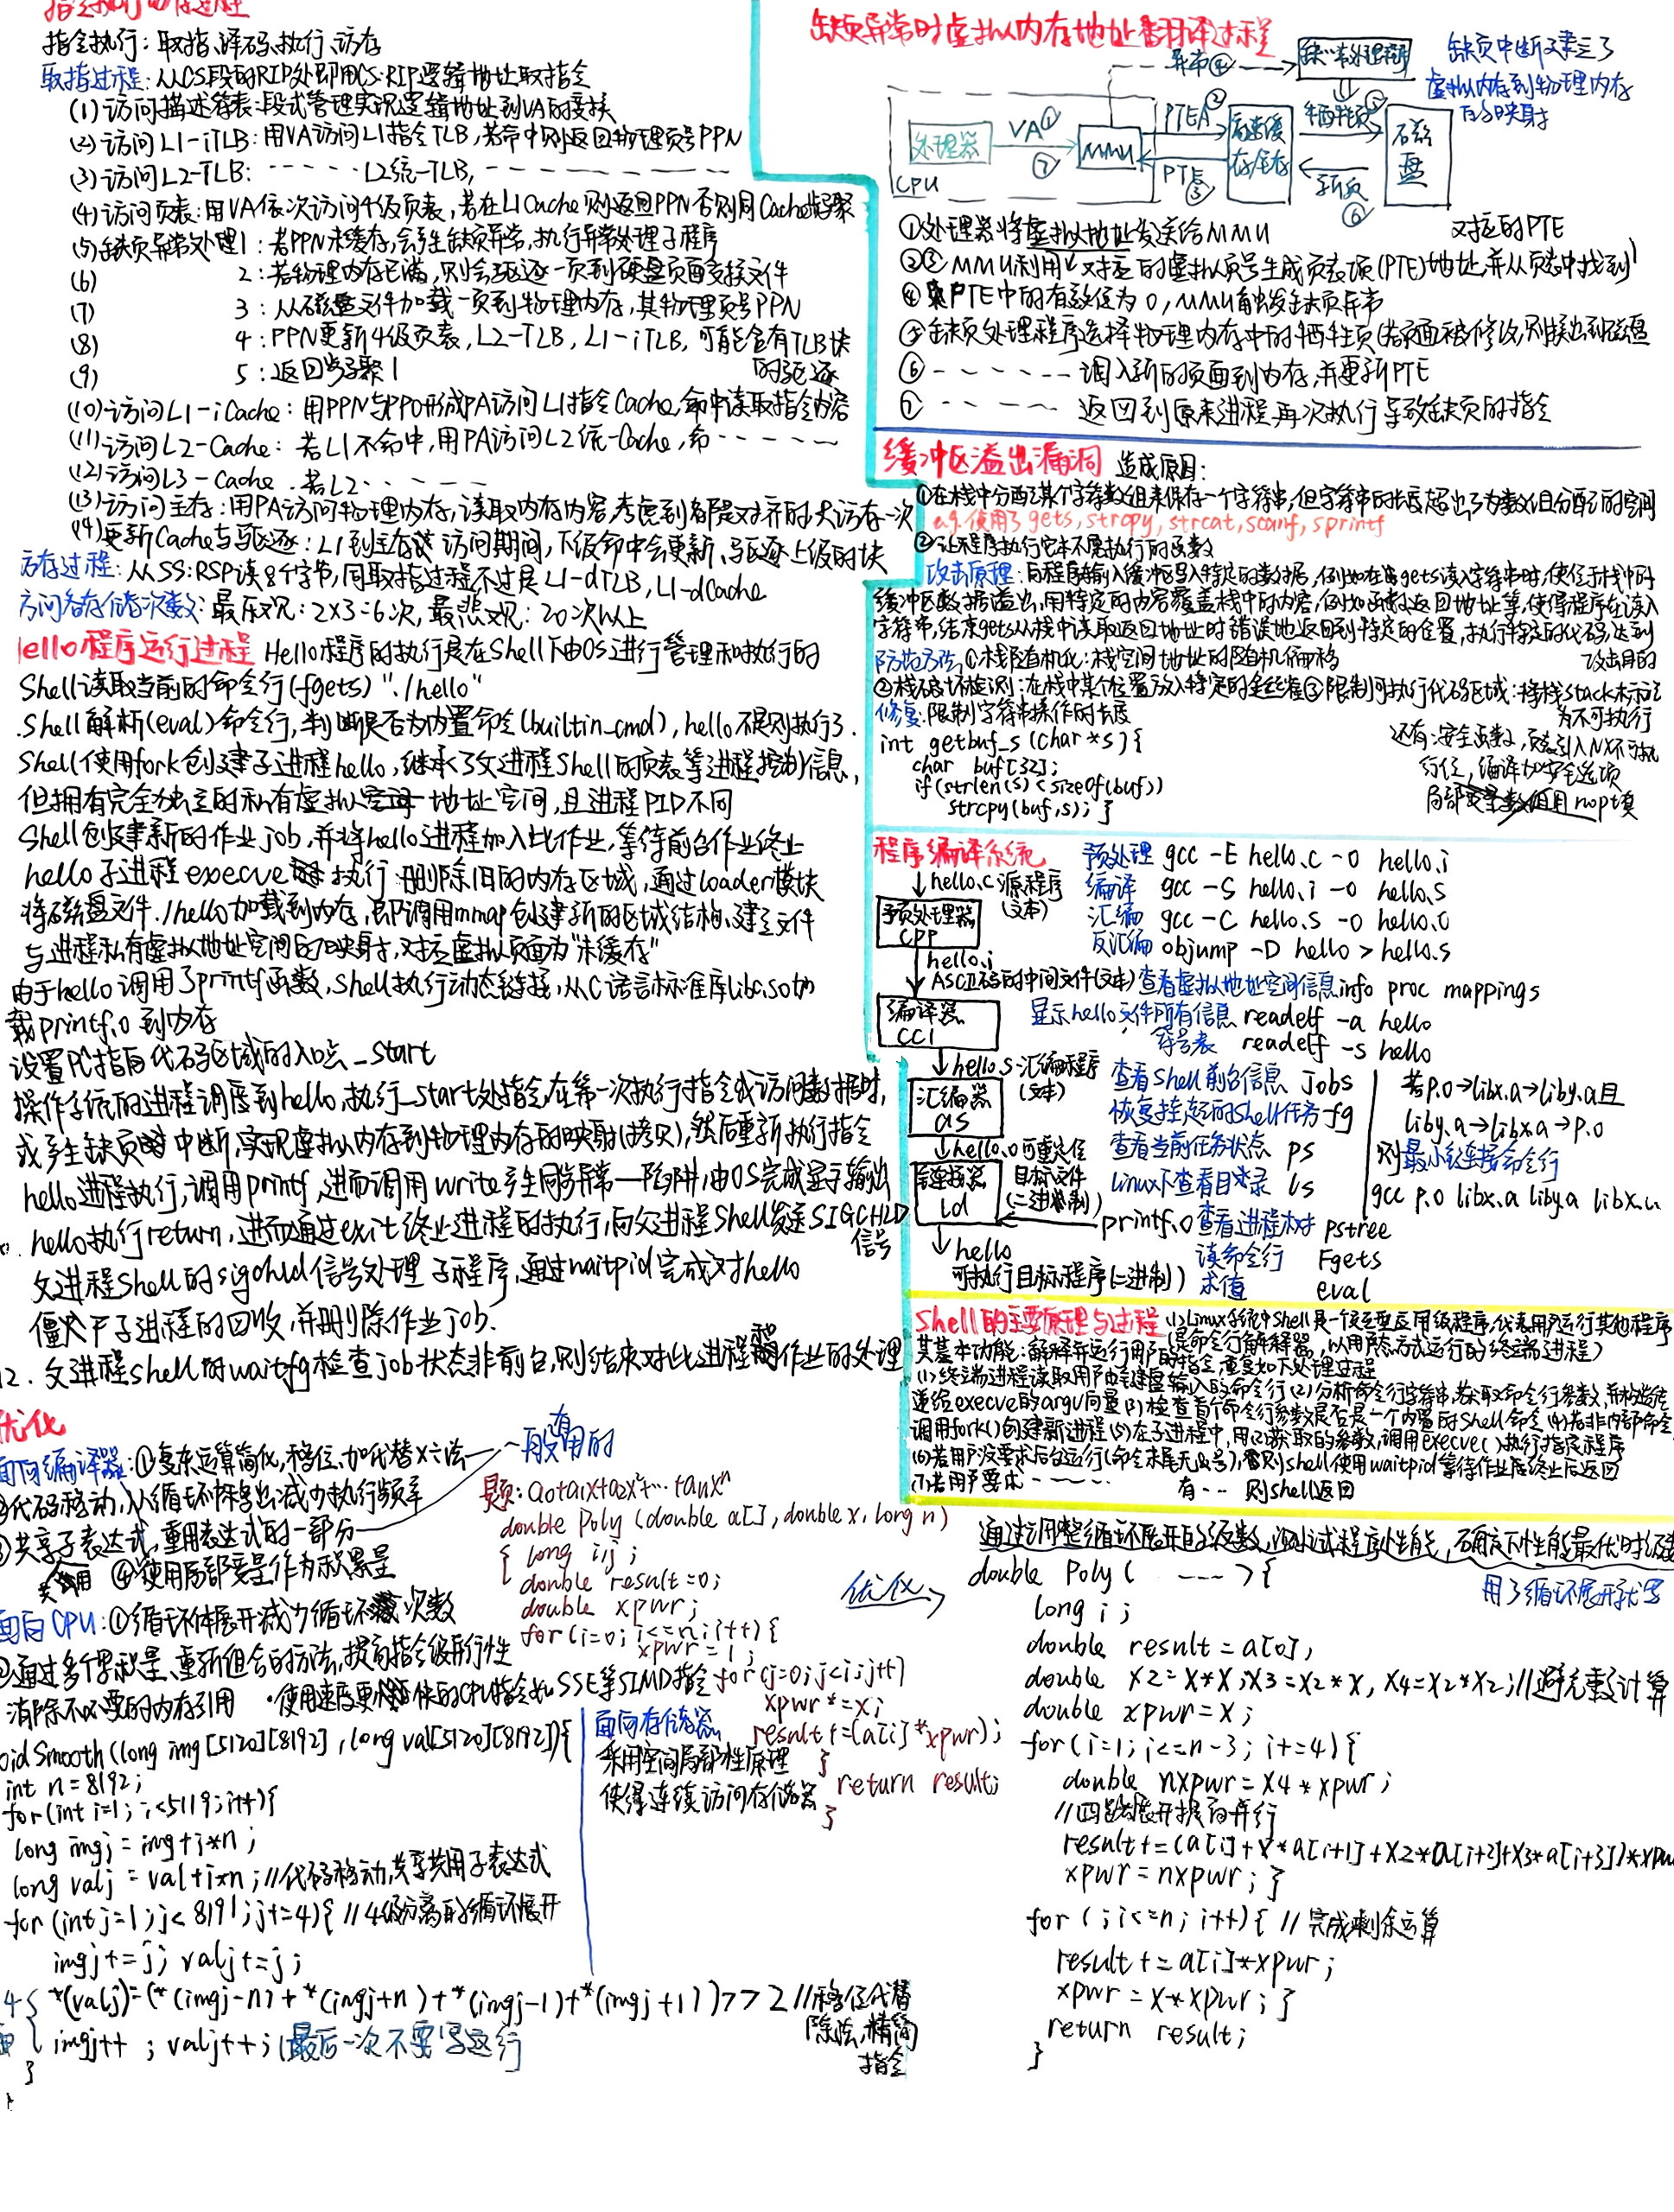 指令执行:取指、译码、执行、访存
取指过程:从CS段的RIP处即用CS:RIP逻辑地址取指令
(1)访问描述符表:段式管理实现逻辑地址到VA的变换
(2)访问L1-iTLB:用VA访问L1指令TLB,若命中则返回物理页号PPN
(3)访问L2-TLB: ····· L2统一TLB,
(4)访问页表:用VA依次访问4级页表,若在L1Cache则返回PPN否则用Cache步骤
(5)缺页异常处理1:若PPN未缓存,会产生缺页异常,执行异常处理子程序
(6) 2:若物理内存已满,则会驱逐一页到硬盘页面交换文件
(7) 3:从磁盘文件加载一页到物理内存,其物理页号PPN
(8) 4:PPN更新4级页表,L2-TLB,L1-iTLB,可能会有TLB块
的驱逐
(9) 5:返回步骤1
(10)访问L1-iCache:用PPN与PPO形成PA访问L1指令Cache,命中读取指令内容
(11)访问L2-Cache:若L1不命中,用PA访问L2统一Cache,命·····
(12)访问L3-Cache.若L2·····
(13)访问主存:用PA访问物理内存,读取内存内容,考虑到都是对齐的只访存一次
(14)更新Cache与驱逐:L1到主存 访问期间,下级命中会更新、驱逐上级的块
访存过程:从SS:RSP读8个字节,同取指过程不过是L1-dTLB,L1-dCache
访问各存储器次数:最乐观:2×3=6次,最悲观:20次以上
Hello程序运行过程 Hello程序的执行是在Shell下由OS进行管理和执行的
Shell读取当前的命令行(fgets)"./hello"
.Shell解析(eval)命令行,判断是否为内置命令(builtin_cmd),hello不是则执行3.
Shell使用fork创建子进程hello,继承了父进程Shell的页表等进程控制信息,
但拥有完全独立的私有虚拟 地址空间,且进程PID不同
Shell创建新的作业job,并将hello进程加入此作业,等待前台作业终止
hello子进程execve 执行 删除旧的内存区域,通过loader模块
将磁盘文件./hello加载到内存,即调用mmap创建新的区域结构,建立文件
与进程私有虚拟地址空间的映射,对应虚拟页面为"未缓存"
由于hello调用了printf函数,Shell执行动态链接,从C语言标准库libc.so加
载printf.o到内存
设置PC指向代码区域的入口点_start
操作系统的进程调度到hello,执行_start处指令,在第一次执行指令或访问数据时,
或产生缺页 中断,实现虚拟内存到物理内存的映射(拷贝),然后重新执行指令
hello进程执行,调用printf,进而调用write产生同步异常—陷阱,由OS完成显示输出
hello执行return,进而通过exit终止进程的执行,向父进程Shell发送SIGCHLD
信号
父进程Shell的sigchld信号处理子程序,通过waitpid完成对hello
僵尸子进程的回收,并删除作业job.
12.父进程shell的waitfg检查job状态非前台,则结束对此进程 作业的处理
优化
面向编译器:①复杂运算简化,移位、加代替×六法
一般有用的
②代码移动,从循环中移出减少执行频率
③共享子表达式,重用表达式的一部分
④使用局部变量作为积累量
面向CPU:①循环体展开减少循环 次数
②通过多个累积量、重新组合的方法,提高指令级并行性
消除不必要的内存引用 ·使用速度更 快的CPU指令如SSE等SIMD指令
oid Smooth(long img[5120][8192],long val[5120][8192]){
int n=8192;
for(int i=1;i<5119;i++){
long imgj=img+i*n;
long valj=val+i*n;//代码移动,共享共用子表达式
for(int j=1;j<8191;j+=4){ //4级分离的循环展开
imgj+=j; valj+=j;
*(valj)=(*(imgj-n)+*(imgj+n)+*(imgj-1)+*(imgj+1))>>2 //移位代替
除法,精简
指令
imgj++ ; valj++;(最后一次不需写这行
}
面向存储器
利用空间局部性原理
使得连续访问存储器
题:a0+a1x+a2x²+…+anxⁿ
double Poly(double a[],double x,long n)
{ long i,j;
double result=0;
double xpwr;
for(i=0;i<=n;i++){
xpwr=1;
for(j=0;j<i;j++)
xpwr*=x;
result+=(a[i]*xpwr);
}
return result;
}
优化
缺页异常时虚拟内存地址翻译过程
缺页中断又建立了
虚拟内存到物理内存
的映射
异常④
处理器
CPU
VA①
⑦
MMU
PTEA②
PTE③
高速缓
存/主存
牺牲页⑤
新页
⑥
磁盘
①处理器将虚拟地址发送给MMU
对应的PTE
②③MMU利用 对应的虚拟页号生成页表项(PTE)地址,并从页表中找到
④ PTE中的有效位为0,MMU触发缺页异常
⑤缺页处理程序选择物理内存中的牺牲页(若页面被修改,则换出到磁盘
⑥ ----- 调入新的页面到内存,并更新PTE
⑦ ----- 返回到原来进程,再次执行导致缺页的指令
缓冲区溢出漏洞 造成原因:
①在栈中分配某个字符数组来保存一个字符串,但字符串的长度超出了为数组分配的空间
e.g.使用了gets,strcpy,strcat,scanf,sprintf
②让程序执行它本不愿执行的函数
攻击原理:向程序输入缓冲区写入特定的数据,例如在 gets读入字符串时,使位于栈中的
缓冲区数据溢出,用特定的内容覆盖栈中的内容,例如函数返回地址等,使得程序在读入
字符串,结束gets从栈中读取返回地址时错误地返回到特定的位置,执行特定的代码,达到
攻击目的
防范方法 ①栈随机化:栈空间地址的随机偏移
②栈破坏检测:在栈中某个位置放入特定的金丝雀③限制可执行代码区域:将栈stack标记
为不可执行
修复:限制字符串操作的长度
int getbuf_s(char*s){
char buf[32];
if(strlen(s)<sizeof(buf))
strcpy(buf,s); }
还有:安全函数,页表引入NX不可执
行位,编译加安全选项
程序编译系统
hello.c源程序
(文本)
预处理器
CPP
hello.i
ASCII码的中间文件(文本)
编译器
CC1
hello.s汇编程序
(文本)
汇编器
as
hello.o可重定位
目标文件
(二进制)
链接器
Ld
printf.o
hello
可执行目标程序(二进制)
预处理 gcc -E hello.c -o hello.i
编译 gcc -S hello.i -o hello.s
汇编 gcc -C hello.s -o hello.o
反汇编 objump -D hello > hello.s
查看虚拟地址空间信息info proc mappings
显示hello文件所有信息 readelf -a hello
符号表 readelf -s hello
查看Shell前台信息 jobs
恢复挂起的Shell任务 fg
查看当前任务状态 ps
Linux下查看目录 ls
查看进程树 pstree
读命令行 Fgets
求值 eval
若p.o→libx.a→liby.a且
liby.a→libx.a→p.o
则最小链接命令行
gcc p.o libx.a liby.a libx.a
Shell的主要原理与过程 (1)Linux系统中Shell是一个交互型应用级程序,代表用户运行其他程序
(是命令行解释器,以用户态方式运行的终端进程)
其基本功能:解释并运行用户的指令,重复如下处理过程
(1)终端进程读取用户由键盘输入的命令行(2)分析命令行字符串,获取命令行参数,并构造传
递给execve的argv向量(3)检查首个命令行参数是否是一个内置的Shell命令(4)若非内部命令
调用fork()创建新进程(5)在子进程中,用(2)获取的参数,调用execve()执行指定程序
(6)若用户没要求后台运行(命令末尾无&号),则shell使用waitpid等待作业终止后返回
(7)若用户要求 ----- 有… 则shell返回
通过调整循环展开的级数,测试程序性能,确定下性能最优时级数
用了循环展开就写
double Poly( ---- ){
long i;
double result=a[0],
double x2=x*x,x3=x2*x,x4=x2*x2;//避免重复计算
double xpwr=x;
for(i=1;i<=n-3;i+=4){
double nxpwr=x4*xpwr;
//四路展开提高并行
result+=(a[i]+x*a[i+1]+x2*a[i+2]+x3*a[i+3])*xpw
xpwr=nxpwr; }
for(;i<=n;i++){ //完成剩余运算
result+=a[i]*xpwr;
xpwr=x*xpwr; }
return result;
}